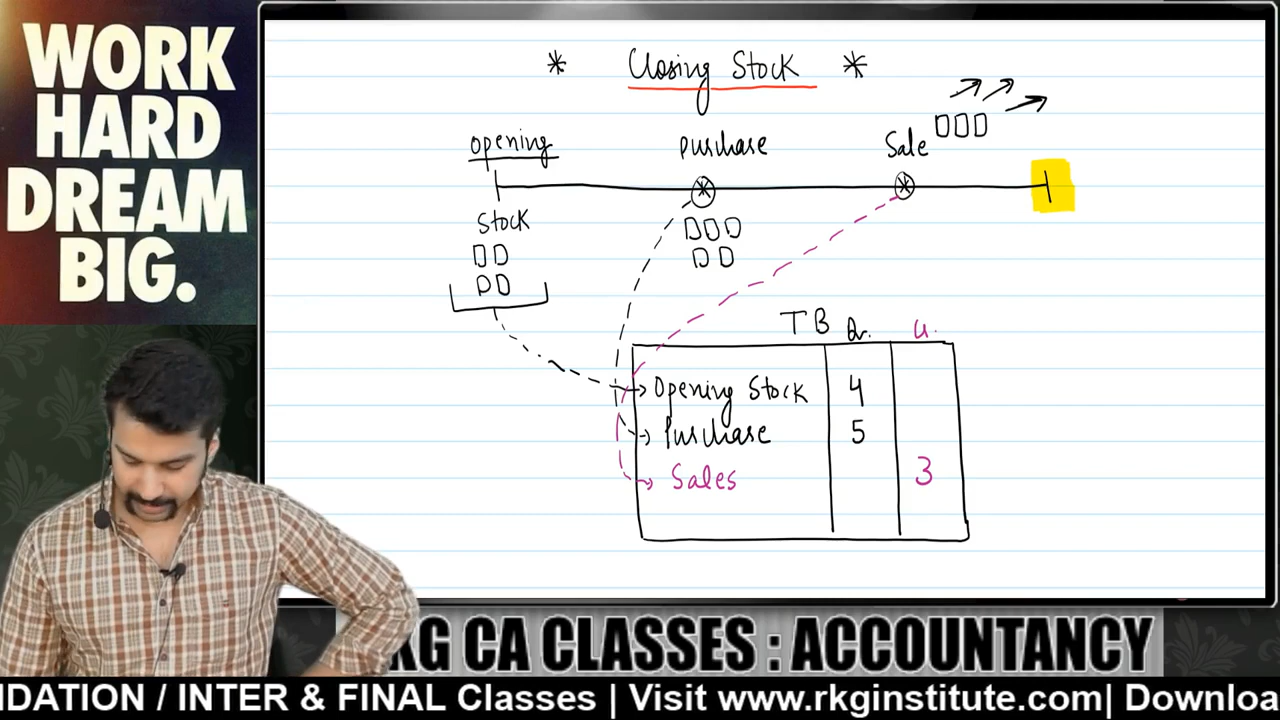 WORK
HARD
DREAM
BIG.
* Closing Stock *
opening
purchase
Sale
Stock
TB
Dr.
Cr.
Opening Stock 4
Purchase 5
Sales 3
KG CA CLASSES : ACCOUNTANCY
NDATION / INTER & FINAL Classes | Visit www.rkginstitute.com| Downloa